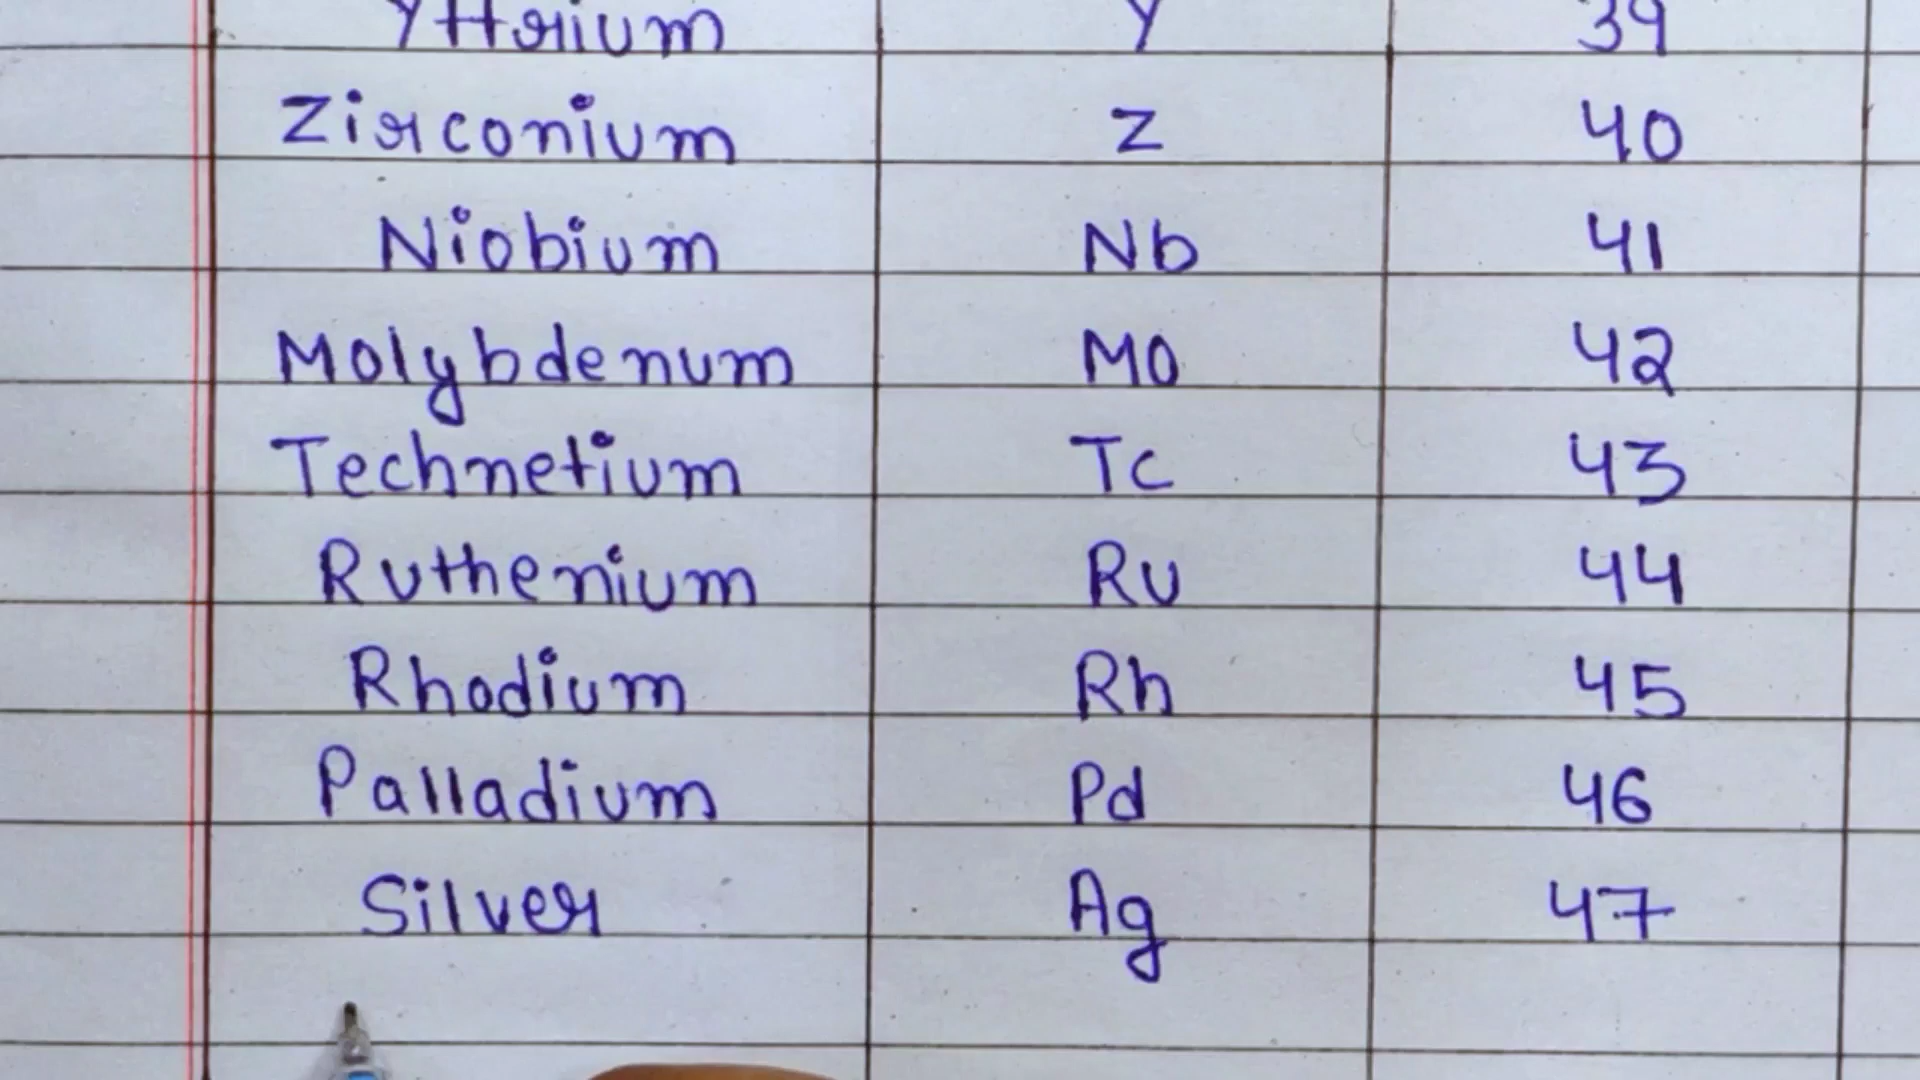 Yttrium Y 39
Zirconium Z 40
Niobium Nb 41
Molybdenum Mo 42
Technetium Tc 43
Ruthenium Ru 44
Rhodium Rh 45
Palladium Pd 46
Silver Ag 47